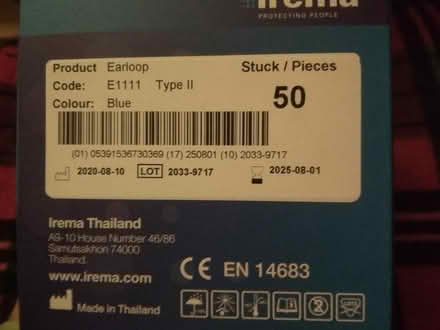 irema
PROTECTING PEOPLE
Product Earloop
Code: E1111 Type II
Colour: Blue
Stuck / Pieces
50
(01) 05391536730369 (17) 250801 (10) 2033-9717
2020-08-10 LOT 2033-9717 2025-08-01
Irema Thailand
A9-10 House Number 46/86
Samutsakhon 74000
Thailand.
www.irema.com
CE EN 14683
Made in Thailand